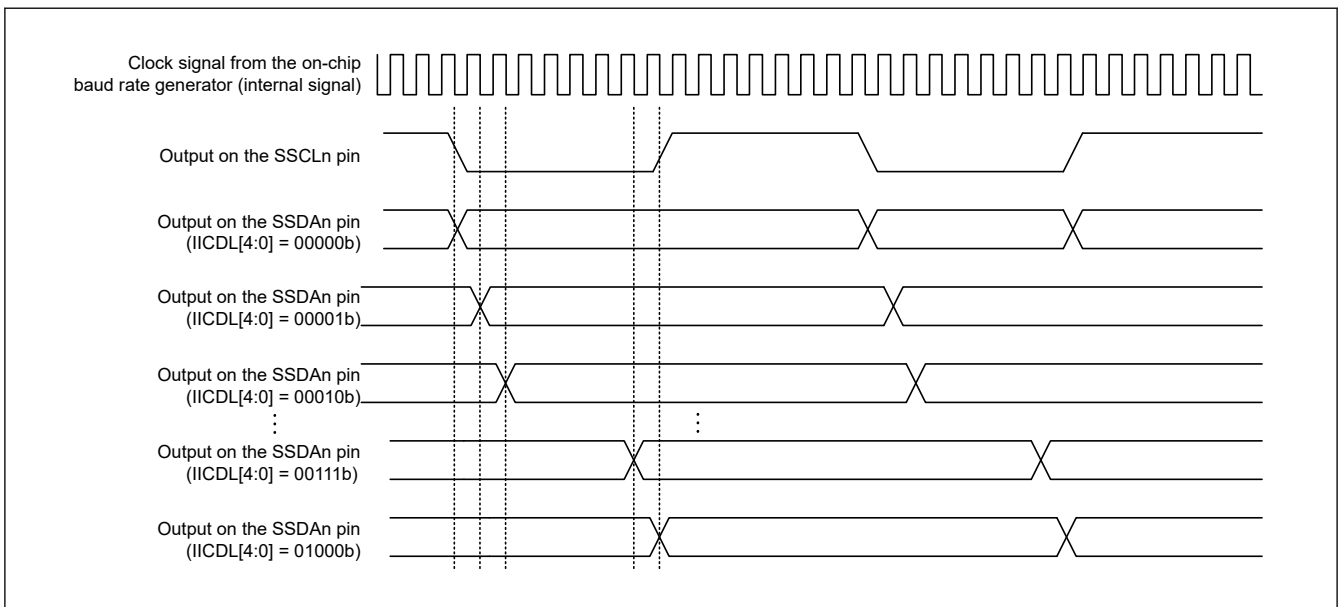 Clock signal from the on-chip
baud rate generator (internal signal)
Output on the SSCLn pin
Output on the SSDAn pin
(IICDL[4:0] = 00000b)
Output on the SSDAn pin
(IICDL[4:0] = 00001b)
Output on the SSDAn pin
(IICDL[4:0] = 00010b)
Output on the SSDAn pin
(IICDL[4:0] = 00111b)
Output on the SSDAn pin
(IICDL[4:0] = 01000b)